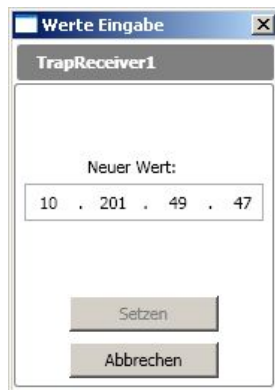 Werte Eingabe
TrapReceiver1
Neuer Wert:
10 . 201 . 49 . 47
Setzen
Abbrechen